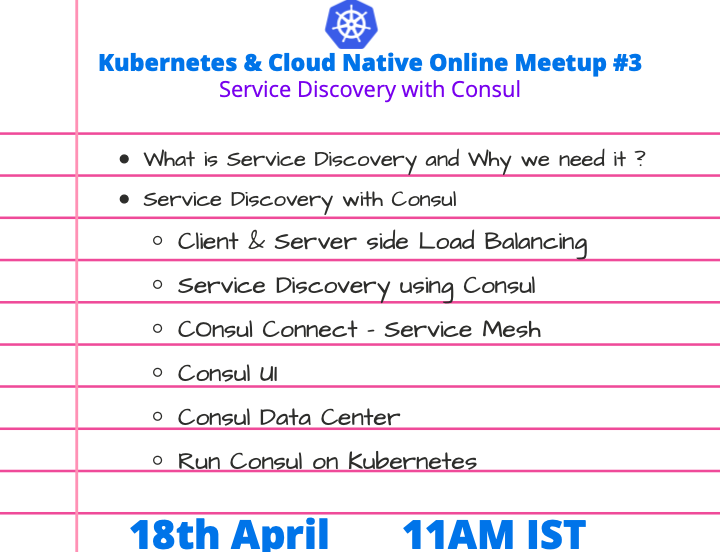 Kubernetes & Cloud Native Online Meetup #3
Service Discovery with Consul
What is Service Discovery and Why we need it ?
Service Discovery with Consul
Client & Server side Load Balancing
Service Discovery using Consul
COnsul Connect - Service Mesh
Consul UI
Consul Data Center
Run Consul on Kubernetes
18th April 11AM IST